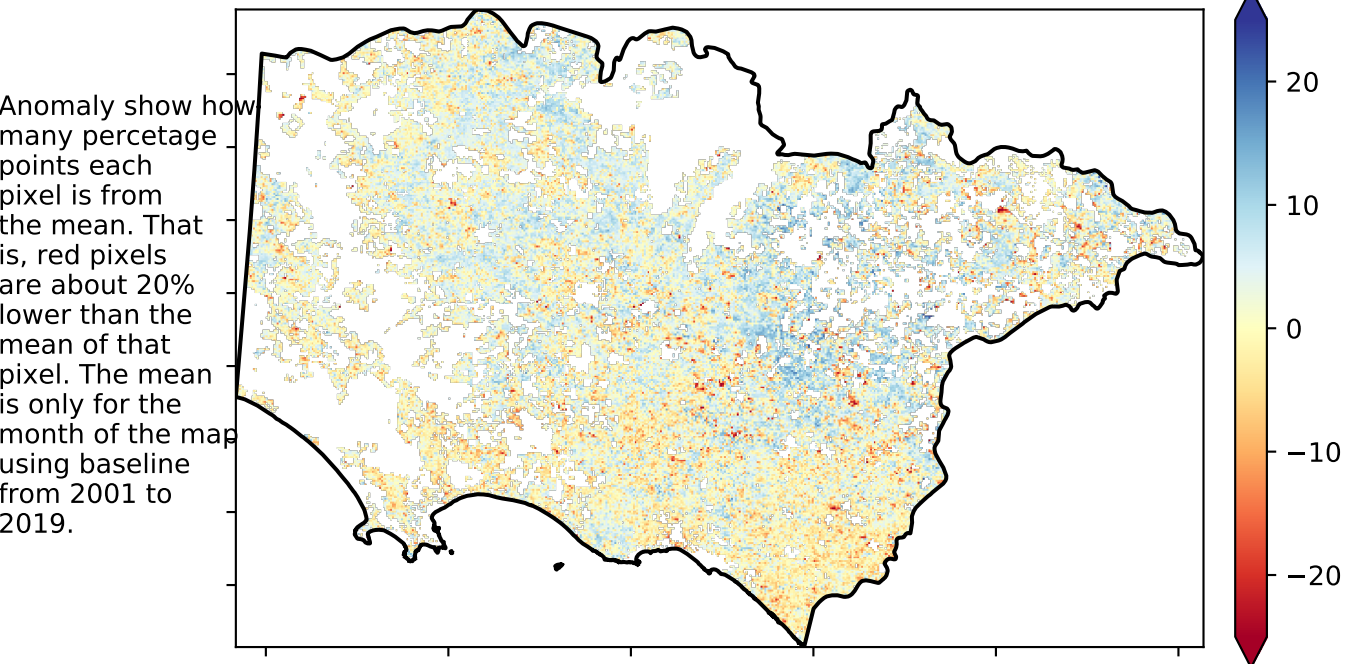 Anomaly show how
many percetage
points each
pixel is from
the mean. That
is, red pixels
are about 20%
lower than the
mean of that
pixel. The mean
is only for the
month of the map
using baseline
from 2001 to
2019.
20
10
0
−10
−20